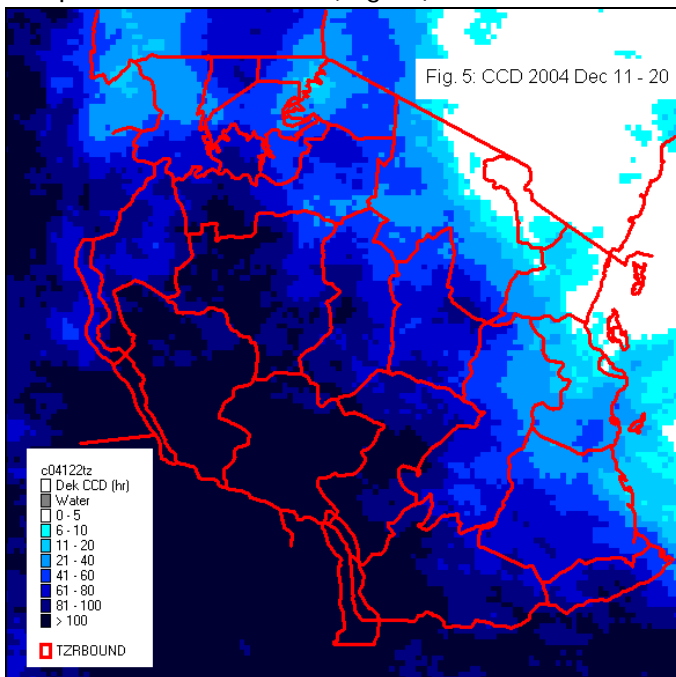 Fig. 5: CCD 2004 Dec 11 - 20
c04122tz
Dek CCD (hr)
Water
0 - 5
6 - 10
11 - 20
21 - 40
41 - 60
61 - 80
81 - 100
> 100
TZRBOUND